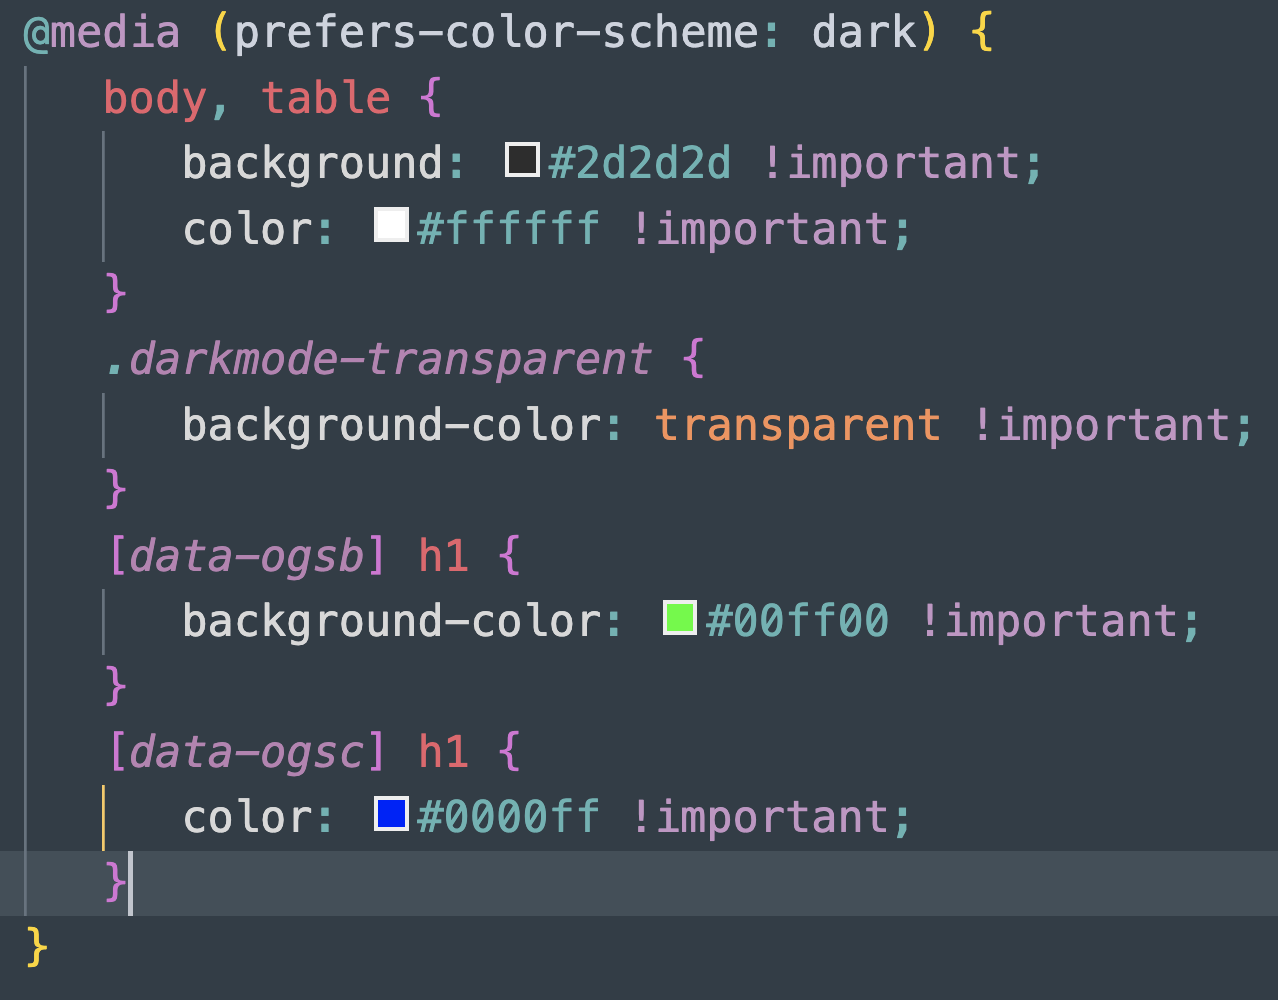 @media (prefers-color-scheme: dark) {
body, table {
background: #2d2d2d !important;
color: #ffffff !important;
}
.darkmode-transparent {
background-color: transparent !important;
}
[data-ogsb] h1 {
background-color: #00ff00 !important;
}
[data-ogsc] h1 {
color: #0000ff !important;
}
}